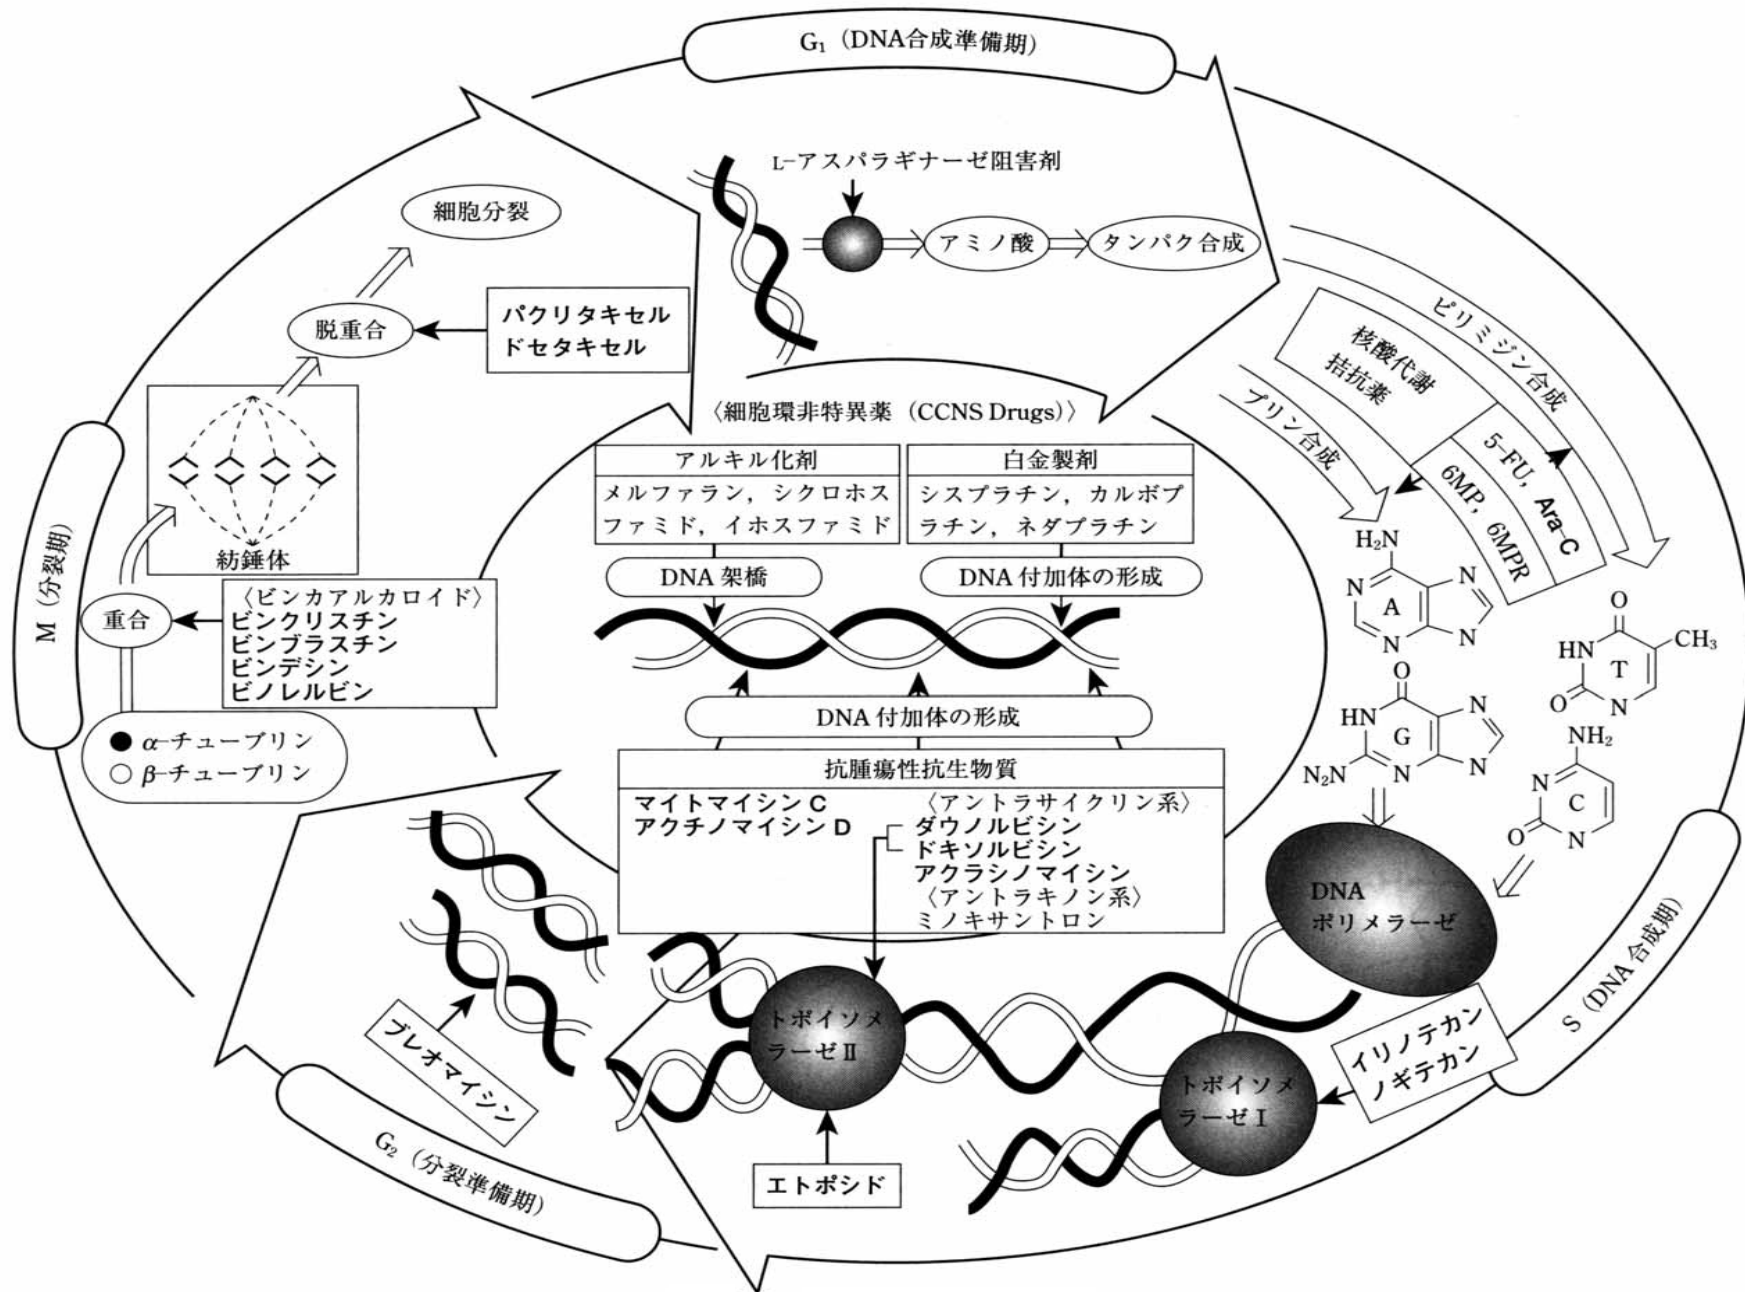 G₁（DNA合成準備期）
L-アスパラギナーゼ阻害剤
アミノ酸
タンパク合成
細胞分裂
脱重合
パクリタキセル
ドセタキセル
紡錘体
M（分裂期）
重合
〈ビンカアルカロイド〉
ビンクリスチン
ビンブラスチン
ビンデシン
ビノレルビン
α-チューブリン
β-チューブリン
〈細胞環非特異薬（CCNS Drugs）〉
アルキル化剤
メルファラン，シクロホス
ファミド，イホスファミド
白金製剤
シスプラチン，カルボプ
ラチン，ネダプラチン
DNA 架橋
DNA 付加体の形成
DNA 付加体の形成
抗腫瘍性抗生物質
マイトマイシン C
アクチノマイシン D
〈アントラサイクリン系〉
ダウノルビシン
ドキソルビシン
アクラシノマイシン
〈アントラキノン系〉
ミノキサントロン
ピリミジン合成
核酸代謝
拮抗薬
プリン合成
5-FU，Ara-C
6MP，6MPR
H₂N
N
N
A
N
N
N
O
HN
G
N₂N
N
N
N
O
HN
T
CH₃
O
N
NH₂
N
C
O
N
DNA
ポリメラーゼ
S（DNA 合成期）
イリノテカン
ノギテカン
トポイソメ
ラーゼ I
トポイソメ
ラーゼ II
エトポシド
ブレオマイシン
G₂（分裂準備期）